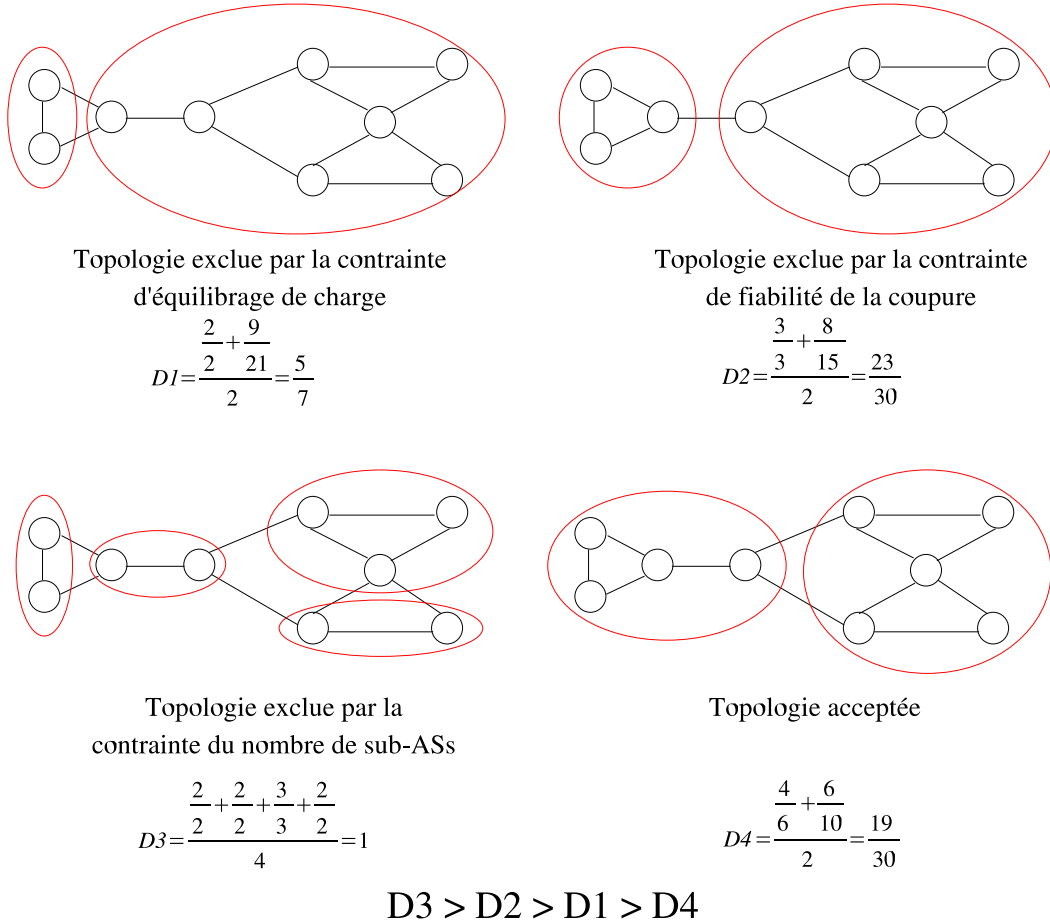 Topologie exclue par la contrainte
d'équilibrage de charge
D1=(2/2+9/21)/2=5/7
Topologie exclue par la contrainte
de fiabilité de la coupure
D2=(3/3+8/15)/2=23/30
Topologie exclue par la
contrainte du nombre de sub-ASs
D3=(2/2+2/2+3/3+2/2)/4=1
Topologie acceptée
D4=(4/6+6/10)/2=19/30
D3 > D2 > D1 > D4